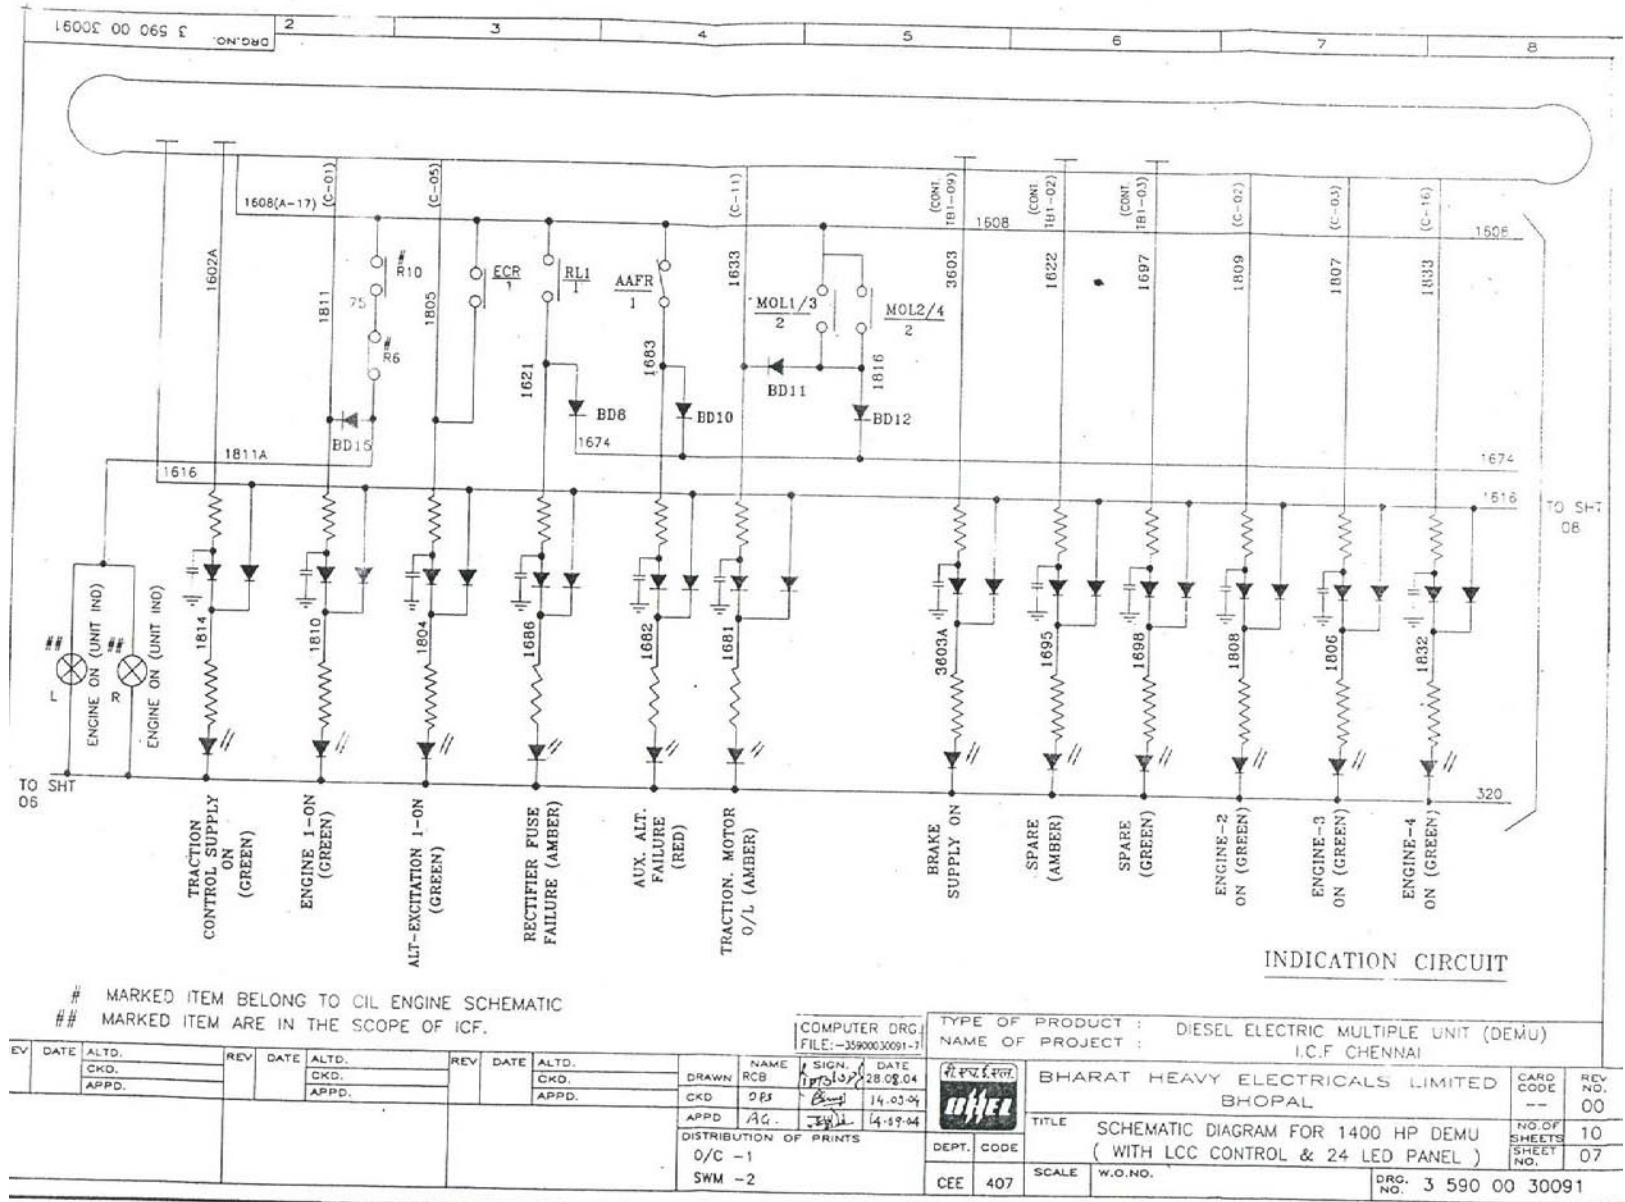 DRG.NO. 3 590 00 30091
2
3
4
5
6
7
8
1608(A-17)
(C-01)
(C-05)
(C-11)
(CONT. TB1-09)
(CONT. TB1-02)
(CONT. TB1-03)
(C-02)
(C-03)
(C-16)
1608
1608
1602A
1811
#
R10
75
#
R6
1805
ECR
1
RL1
1
AAFR
1
1633
MOL1/3
2
MOL2/4
2
3603
1622
1697
1809
1807
1833
1621
1683
1816
BD15
BD8
BD10
BD11
BD12
1811A
1674
1674
1616
1616
TO SHT
08
ENGINE ON (UNIT IND)
ENGINE ON (UNIT IND)
##
##
L
R
1814
1810
1804
1686
1682
1681
3603A
1695
1698
1808
1806
1832
TO SHT
06
320
TRACTION
CONTROL SUPPLY
ON
(GREEN)
ENGINE 1-ON
(GREEN)
ALT-EXCITATION 1-ON
(GREEN)
RECTIFIER FUSE
FAILURE (AMBER)
AUX. ALT.
FAILURE
(RED)
TRACTION. MOTOR
O/L (AMBER)
BRAKE
SUPPLY ON
SPARE
(AMBER)
SPARE
(GREEN)
ENGINE-2
ON (GREEN)
ENGINE-3
ON (GREEN)
ENGINE-4
ON (GREEN)
INDICATION CIRCUIT
# MARKED ITEM BELONG TO CIL ENGINE SCHEMATIC
## MARKED ITEM ARE IN THE SCOPE OF ICF.
COMPUTER DRG.
FILE:-35900030091-7
TYPE OF PRODUCT : DIESEL ELECTRIC MULTIPLE UNIT (DEMU)
NAME OF PROJECT : I.C.F CHENNAI
EV DATE ALTD.
CKD.
APPD.
REV DATE ALTD.
CKD.
APPD.
REV DATE ALTD.
CKD.
APPD.
NAME SIGN. DATE
DRAWN RCB 28.08.04
CKD
APPD AG.
DISTRIBUTION OF PRINTS
O/C -1
SWM -2
बी.एच.ई.एल.
BHEL
BHARAT HEAVY ELECTRICALS LIMITED
BHOPAL
CARD CODE
--
REV NO.
00
TITLE SCHEMATIC DIAGRAM FOR 1400 HP DEMU
( WITH LCC CONTROL & 24 LED PANEL )
NO.OF SHEETS 10
SHEET NO. 07
DEPT. CODE
CEE 407
SCALE W.O.NO.
DRG. NO. 3 590 00 30091